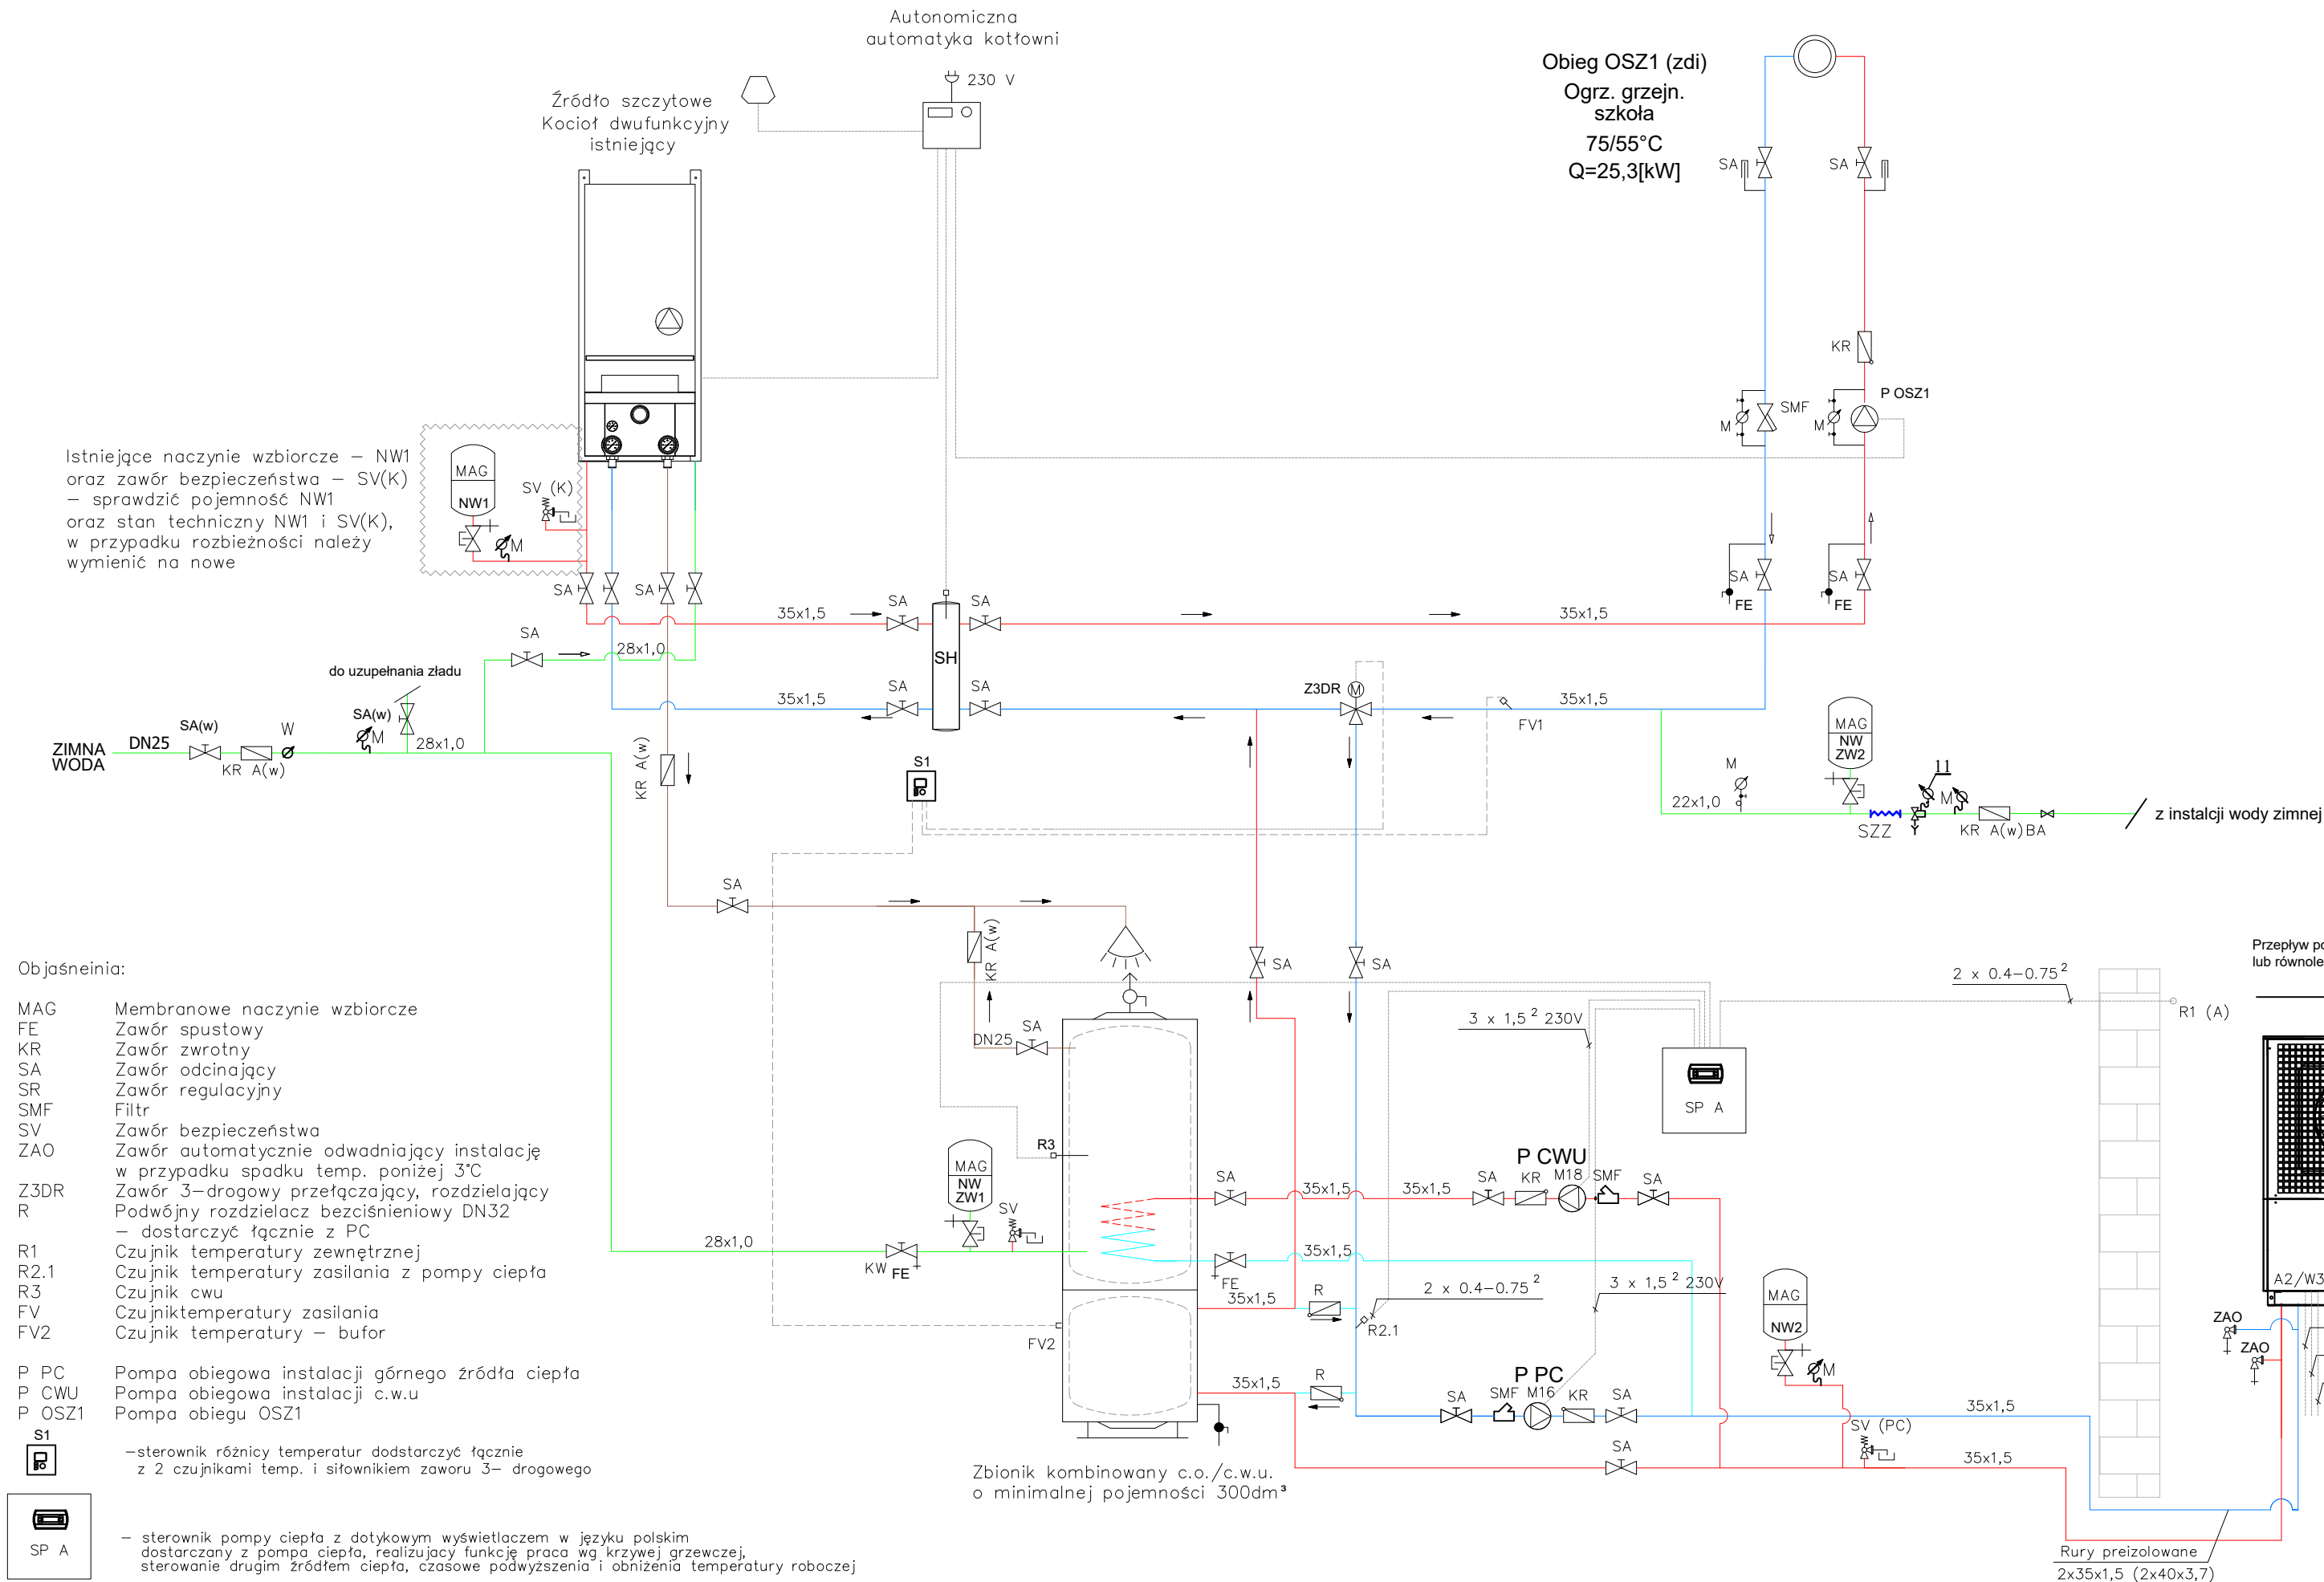 Autonomiczna
automatyka kotłowni
230 V
Źródło szczytowe
Kocioł dwufunkcyjny
istniejący
Obieg OSZ1 (zdi)
Ogrz. grzejn.
szkoła
75/55°C
Q=25,3[kW]
SA
SA
KR
P OSZ1
SMF
M
M
Istniejące naczynie wzbiorcze – NW1
oraz zawór bezpieczeństwa – SV(K)
– sprawdzić pojemność NW1
oraz stan techniczny NW1 i SV(K),
w przypadku rozbieżności należy
wymienić na nowe
MAG
NW1
SV (K)
M
SA
SA
SA
SA
FE
FE
35x1,5
SA
SA
35x1,5
SA
28x1,0
SH
do uzupełnania zładu
SA(w)
SA(w)
W
M
ZIMNA
WODA
DN25
KR A(w)
28x1,0
35x1,5
SA
SA
Z3DR
M
35x1,5
FV1
KR A(w)
S1
MAG
NW
ZW2
M
11
M
22x1,0
SZZ
KR A(w)
BA
z instalcji wody zimnej
SA
KR A(w)
SA
SA
DN25
SA
Przepływ po
lub równole
2 x 0.4–0.75²
R1 (A)
3 x 1,5² 230V
SP A
Objaśneinia:
MAG Membranowe naczynie wzbiorcze
FE Zawór spustowy
KR Zawór zwrotny
SA Zawór odcinający
SR Zawór regulacyjny
SMF Filtr
SV Zawór bezpieczeństwa
ZAO Zawór automatycznie odwadniający instalację
w przypadku spadku temp. poniżej 3°C
Z3DR Zawór 3–drogowy przełączający, rozdzielający
R Podwójny rozdzielacz bezciśnieniowy DN32
– dostarczyć łącznie z PC
R1 Czujnik temperatury zewnętrznej
R2.1 Czujnik temperatury zasilania z pompy ciepła
R3 Czujnik cwu
FV Czujniktemperatury zasilania
FV2 Czujnik temperatury – bufor
P PC Pompa obiegowa instalacji górnego źródła ciepła
P CWU Pompa obiegowa instalacji c.w.u
P OSZ1 Pompa obiegu OSZ1
S1
–sterownik różnicy temperatur dodstarczyć łącznie
z 2 czujnikami temp. i siłownikiem zaworu 3– drogowego
SP A
– sterownik pompy ciepła z dotykowym wyświetlaczem w języku polskim
dostarczany z pompa ciepła, realizujacy funkcję praca wg krzywej grzewczej,
sterowanie drugim źródłem ciepła, czasowe podwyższenia i obniżenia temperatury roboczej
R3
MAG
NW
ZW1
SV
28x1,0
KW
FE
FV2
SA
35x1,5
35x1,5
SA
KR
P CWU
M18
SMF
SA
FE
35x1,5
35x1,5
R
R2.1
2 x 0.4–0.75²
3 x 1,5² 230V
35x1,5
R
SA
SMF
P PC
M16
KR
SA
SA
MAG
NW2
M
SV (PC)
35x1,5
35x1,5
A2/W3
ZAO
ZAO
Zbionik kombinowany c.o./c.w.u.
o minimalnej pojemności 300dm³
Rury preizolowane
2x35x1,5 (2x40x3,7)